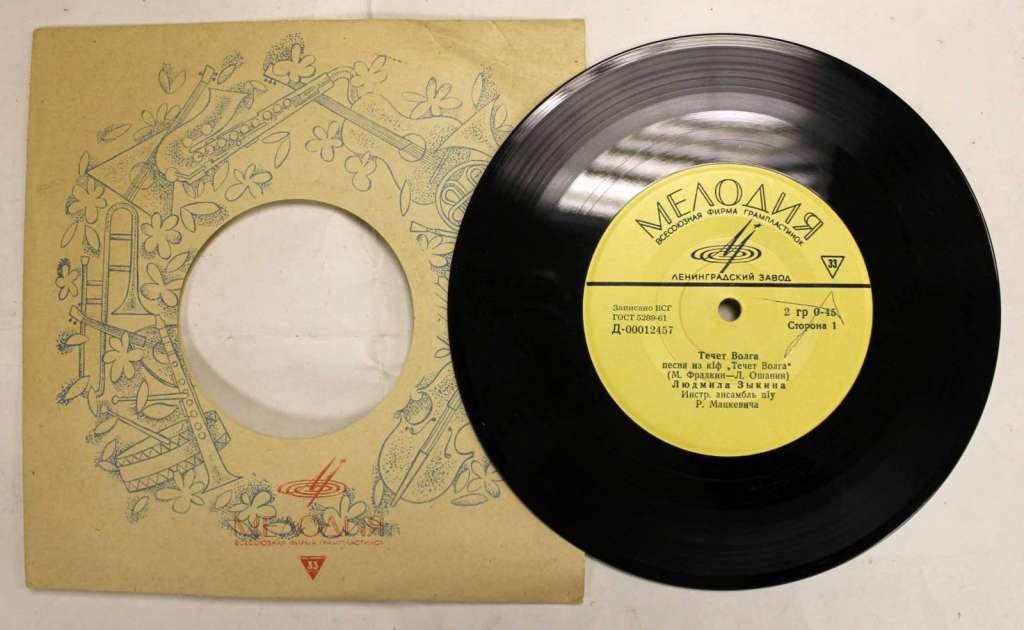 МЕЛОДИЯ
ВСЕСОЮЗНАЯ ФИРМА ГРАМПЛАСТИНОК
33
МЕЛОДИЯ
ВСЕСОЮЗНАЯ ФИРМА ГРАМПЛАСТИНОК
ЛЕНИНГРАДСКИЙ ЗАВОД
33
Записано ВСГ
ГОСТ 5289-61
Д-00012457
2 гр 0-45
Сторона 1
Течет Волга
песня из к|ф „Течет Волга"
(М. Фрадкин—Л. Ошанин)
Людмила Зыкина
Инстр. ансамбль п|у
Р. Мацкевича